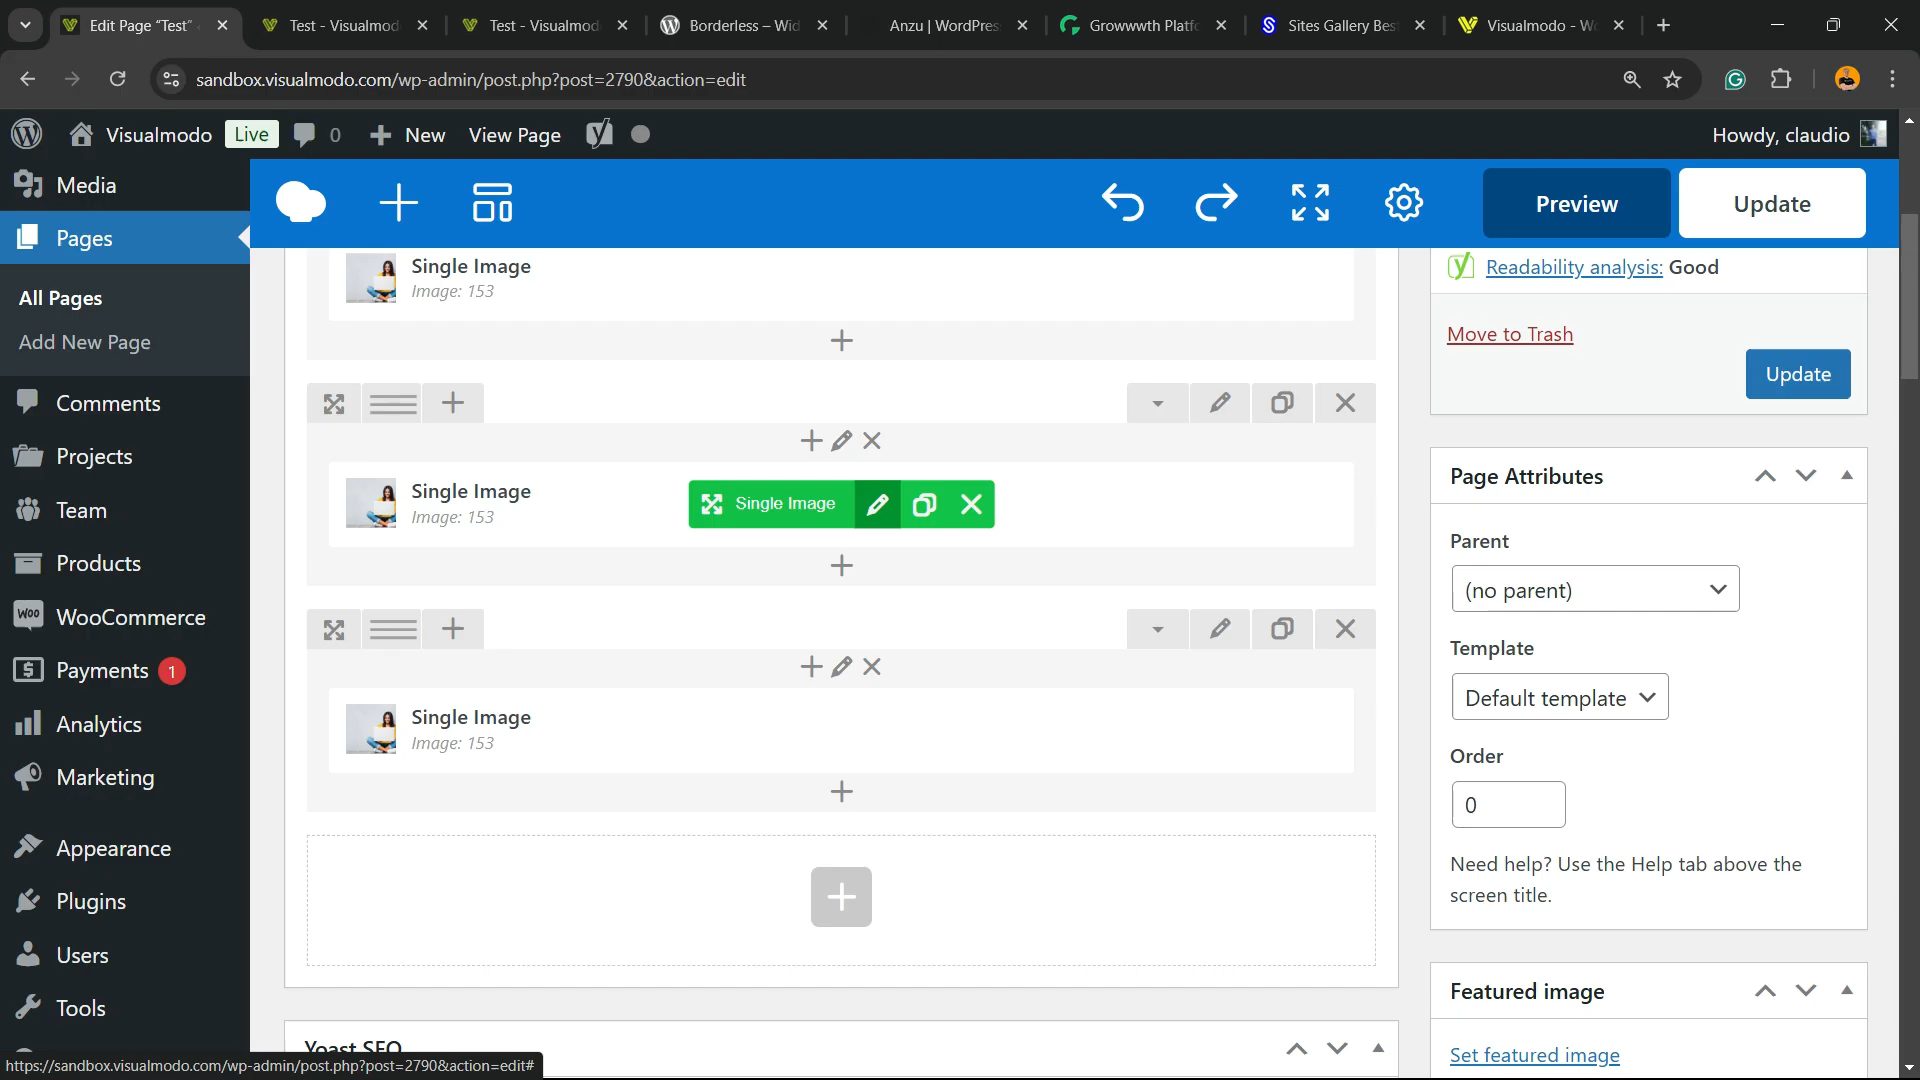 Edit Page "Test"
Test - Visualmod
Test - Visualmod
Borderless – Wid
Anzu | WordPres
Growwwth Platfo
Sites Gallery Bes
Visualmodo - W
sandbox.visualmodo.com/wp-admin/post.php?post=2790&action=edit
Visualmodo
Live
0
New
View Page
Howdy, claudio
Media
Pages
All Pages
Add New Page
Comments
Projects
Team
Products
WooCommerce
Payments 1
Analytics
Marketing
Appearance
Plugins
Users
Tools
Preview
Update
Single Image
Image: 153
Single Image
Image: 153
Single Image
Single Image
Image: 153
Yoast SEO
Readability analysis: Good
Move to Trash
Update
Page Attributes
Parent
(no parent)
Template
Default template
Order
0
Need help? Use the Help tab above the
screen title.
Featured image
Set featured image
https://sandbox.visualmodo.com/wp-admin/post.php?post=2790&action=edit#